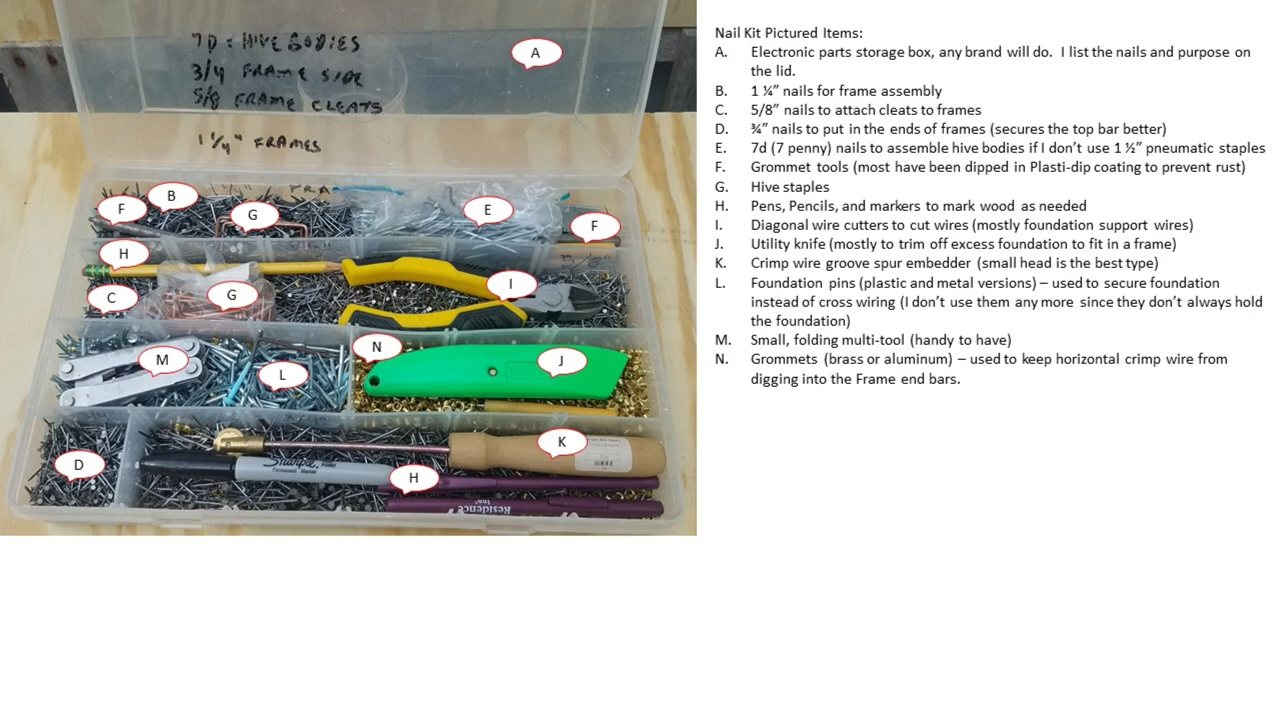 7D = HIVE BODIES
3/4 FRAME SIDE
5/8 FRAME CLEATS
1 1/4" FRAMES
A
B
F
G
E
F
H
C
G
I
M
L
N
J
D
K
Sharpie
Permanent Marker
H
Residence
Inn
Nail Kit Pictured Items:
A. Electronic parts storage box, any brand will do. I list the nails and purpose on
the lid.
B. 1 ¼” nails for frame assembly
C. 5/8” nails to attach cleats to frames
D. ¾” nails to put in the ends of frames (secures the top bar better)
E. 7d (7 penny) nails to assemble hive bodies if I don’t use 1 ½” pneumatic staples
F. Grommet tools (most have been dipped in Plasti-dip coating to prevent rust)
G. Hive staples
H. Pens, Pencils, and markers to mark wood as needed
I. Diagonal wire cutters to cut wires (mostly foundation support wires)
J. Utility knife (mostly to trim off excess foundation to fit in a frame)
K. Crimp wire groove spur embedder (small head is the best type)
L. Foundation pins (plastic and metal versions) – used to secure foundation
instead of cross wiring (I don’t use them any more since they don’t always hold
the foundation)
M. Small, folding multi-tool (handy to have)
N. Grommets (brass or aluminum) – used to keep horizontal crimp wire from
digging into the Frame end bars.